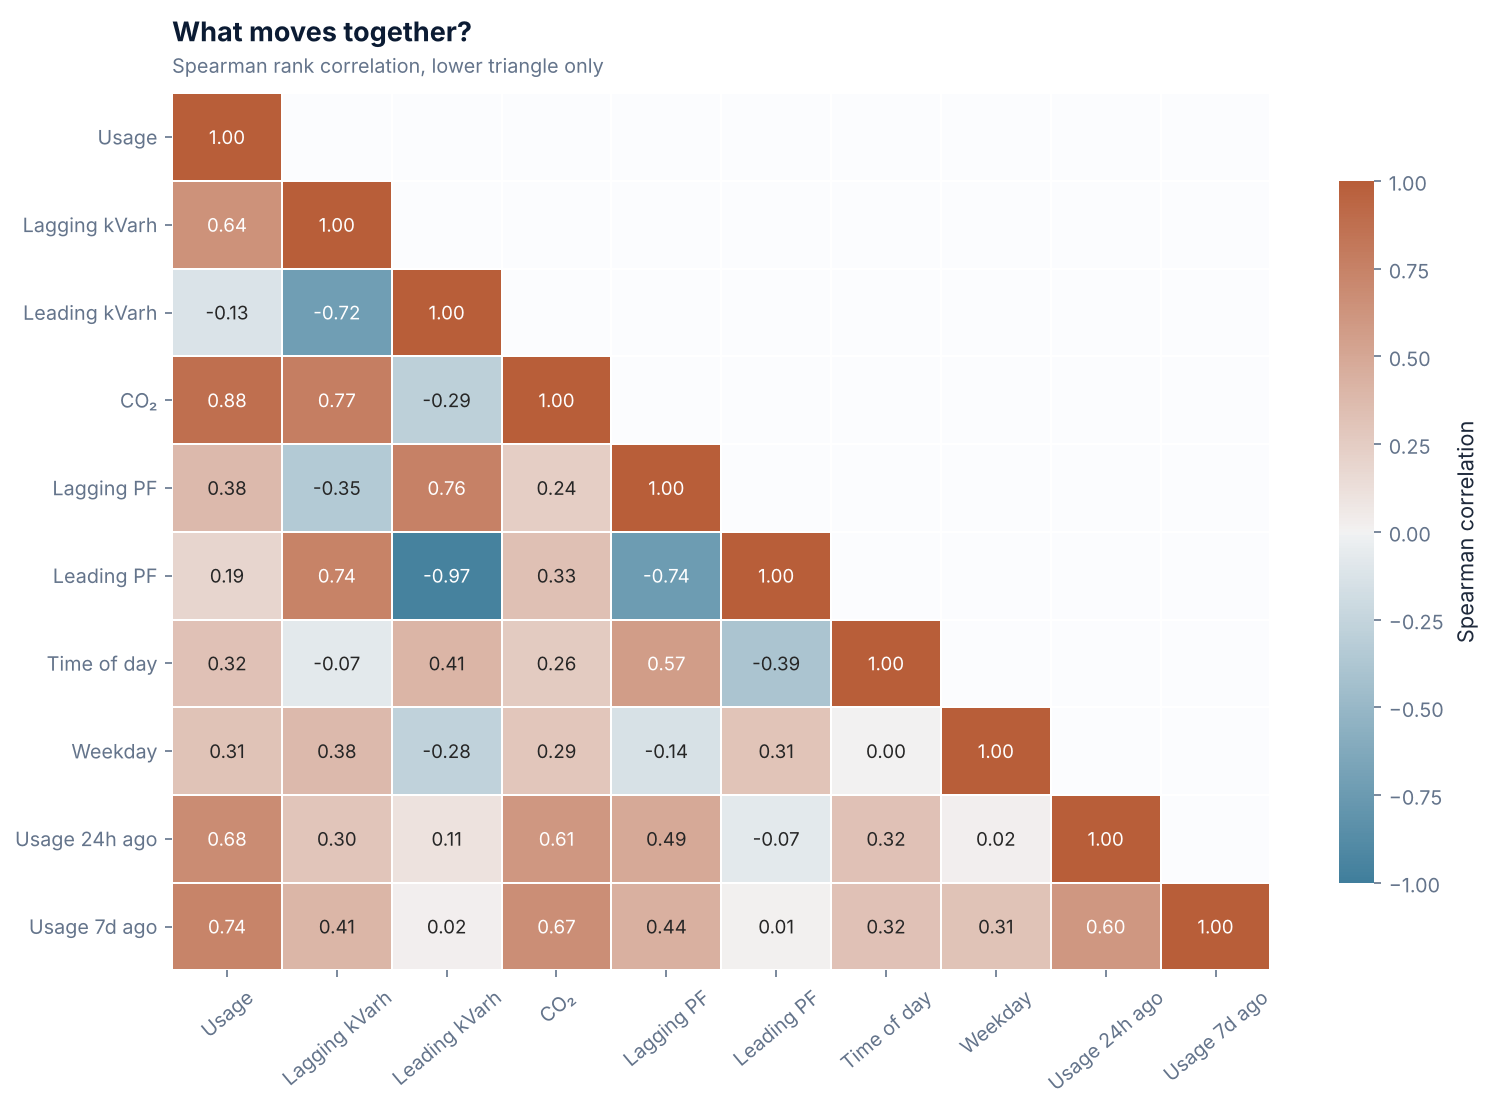 What moves together?
Spearman rank correlation, lower triangle only
Usage 1.00
Lagging kVarh 0.64 1.00
Leading kVarh -0.13 -0.72 1.00
CO₂ 0.88 0.77 -0.29 1.00
Lagging PF 0.38 -0.35 0.76 0.24 1.00
Leading PF 0.19 0.74 -0.97 0.33 -0.74 1.00
Time of day 0.32 -0.07 0.41 0.26 0.57 -0.39 1.00
Weekday 0.31 0.38 -0.28 0.29 -0.14 0.31 0.00 1.00
Usage 24h ago 0.68 0.30 0.11 0.61 0.49 -0.07 0.32 0.02 1.00
Usage 7d ago 0.74 0.41 0.02 0.67 0.44 0.01 0.32 0.31 0.60 1.00
Usage
Lagging kVarh
Leading kVarh
CO₂
Lagging PF
Leading PF
Time of day
Weekday
Usage 24h ago
Usage 7d ago
1.00
0.75
0.50
0.25
0.00
−0.25
−0.50
−0.75
−1.00
Spearman correlation